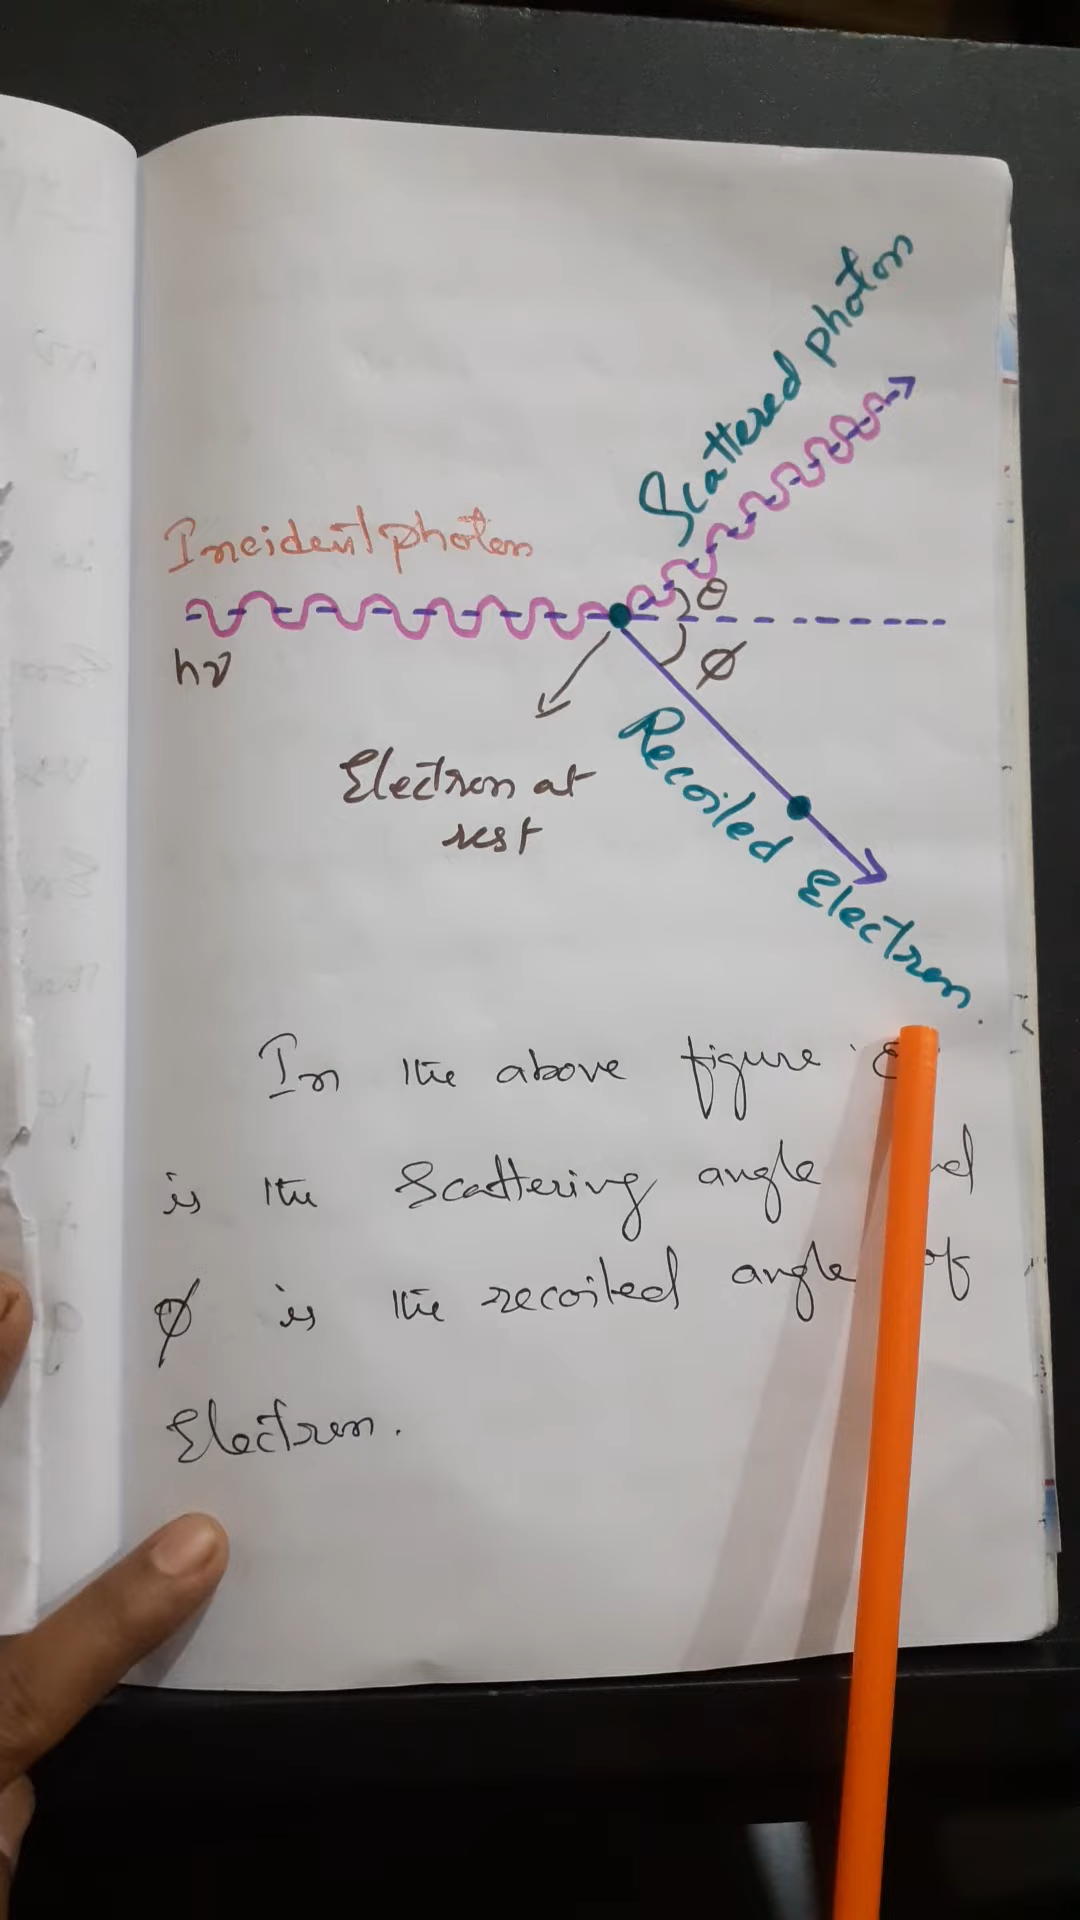 Scattered photon
Incident photon
θ
hν
ϕ
Electron at
rest
Recoiled Electron.
In the above figure
is the Scattering angle
ϕ is the recoiled angle of
Electron.